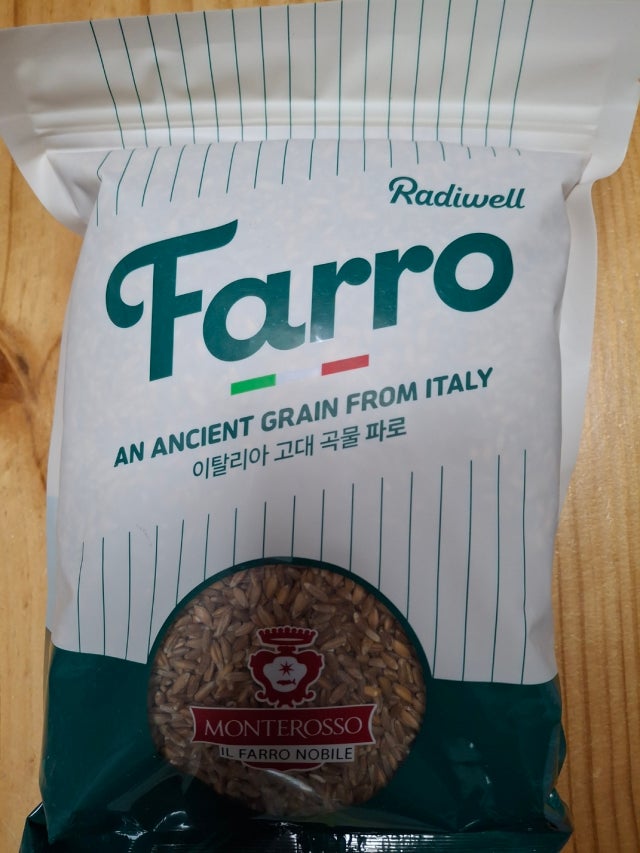 Radiwell
Farro
AN ANCIENT GRAIN FROM ITALY
이탈리아 고대 곡물 파로
MONTEROSSO
IL FARRO NOBILE